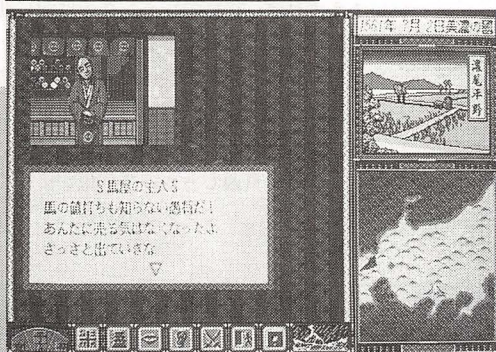 1561年 2月 2日美濃の國
濃尾平野
S馬屋の主人S
馬の値打ちも知らない愚将だ！
あんたに売る気はなくなったよ
さっさと出ていきな